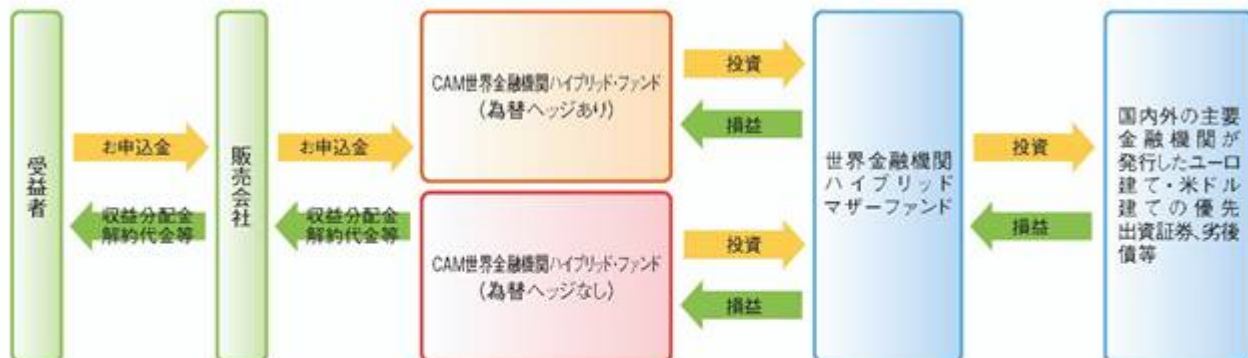 受益者
お申込金
収益分配金
解約代金等
販売会社
お申込金
収益分配金
解約代金等
CAM世界金融機関ハイブリッド・ファンド
(為替ヘッジあり)
CAM世界金融機関ハイブリッド・ファンド
(為替ヘッジなし)
投資
損益
投資
損益
世界金融機関
ハイブリッド
マザーファンド
投資
損益
国内外の主要
金融機関が
発行したユーロ
建て・米ドル
建ての優先
出資証券、劣後
債等